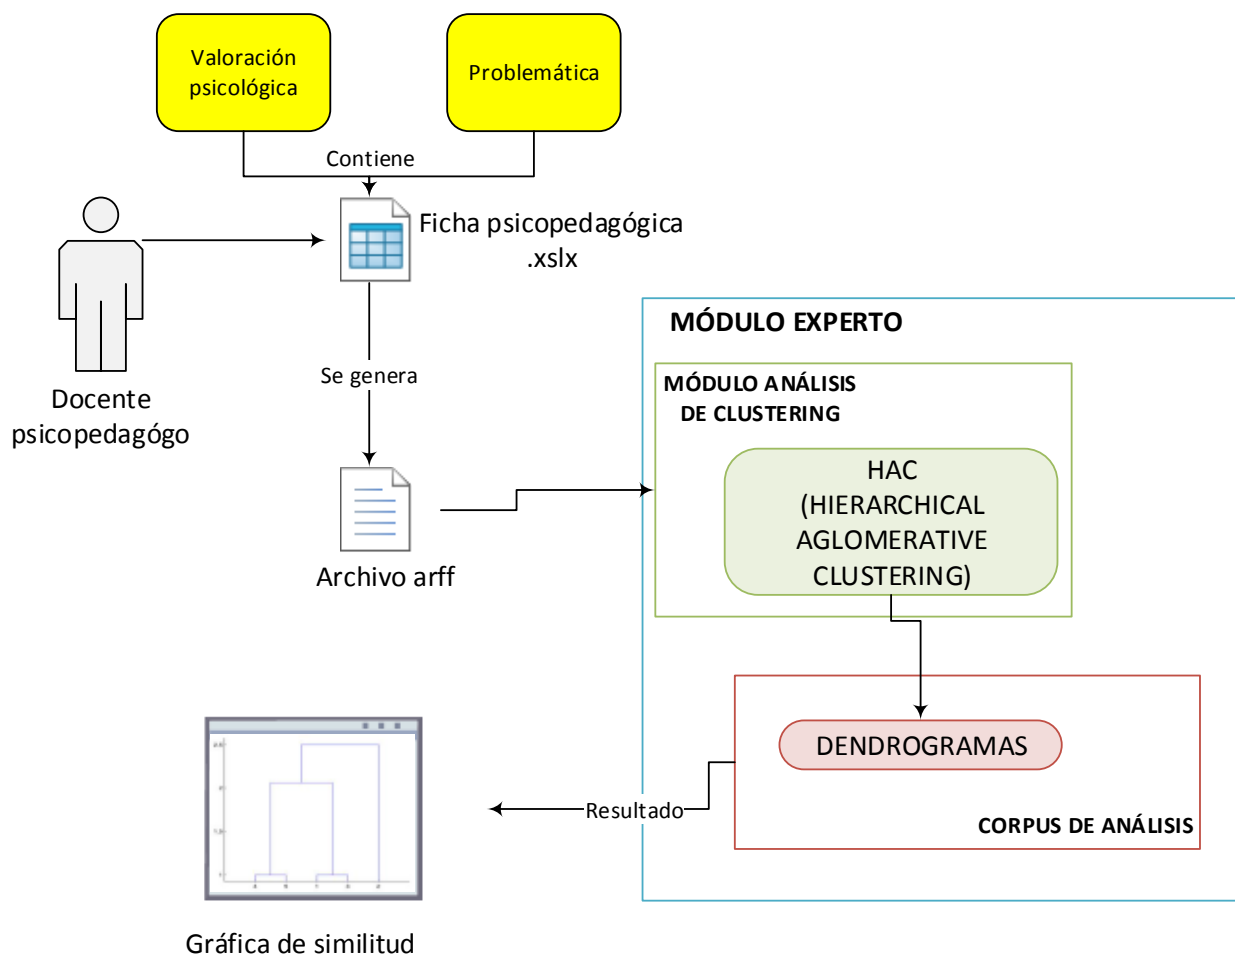 Valoración
psicológica
Problemática
Contiene
Ficha psicopedagógica
.xslx
Docente
psicopedagógo
Se genera
Archivo arff
MÓDULO EXPERTO
MÓDULO ANÁLISIS
DE CLUSTERING
HAC
(HIERARCHICAL
AGLOMERATIVE
CLUSTERING)
DENDROGRAMAS
CORPUS DE ANÁLISIS
Resultado
Gráfica de similitud